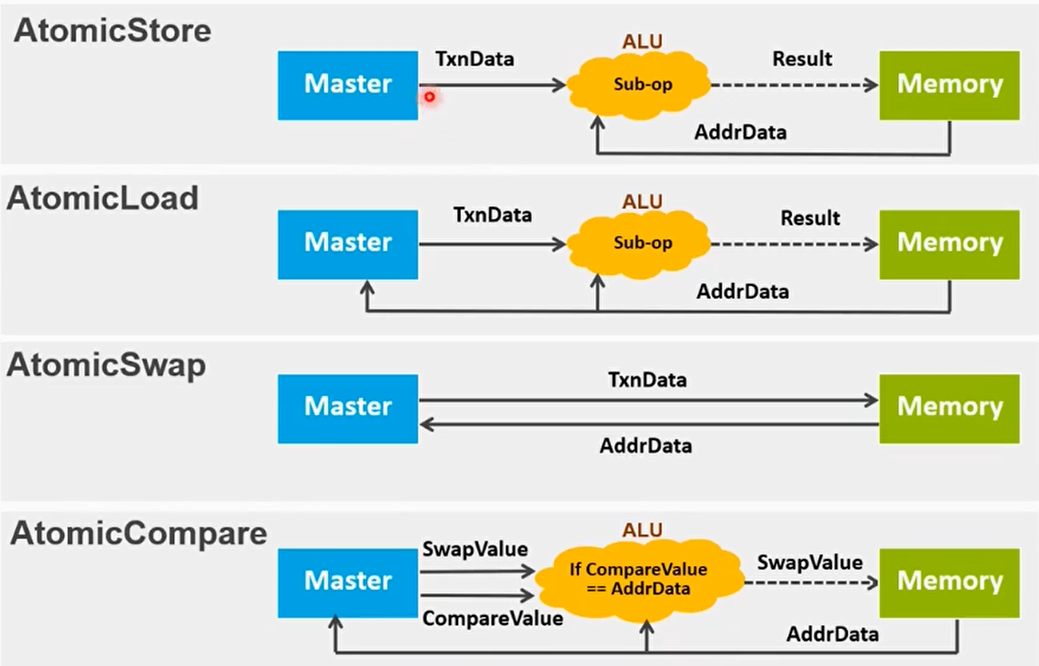 AtomicStore
Master
TxnData
ALU
Sub-op
Result
Memory
AddrData
AtomicLoad
Master
TxnData
ALU
Sub-op
Result
Memory
AddrData
AtomicSwap
Master
TxnData
Memory
AddrData
AtomicCompare
Master
SwapValue
CompareValue
ALU
If CompareValue
== AddrData
SwapValue
Memory
AddrData